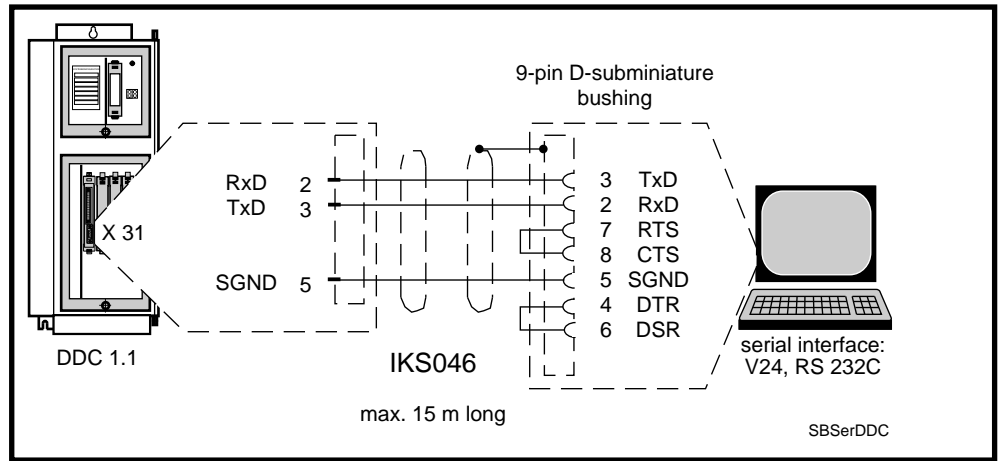 9-pin D-subminiature
bushing
RxD 2
TxD 3
SGND 5
X 31
3 TxD
2 RxD
7 RTS
8 CTS
5 SGND
4 DTR
6 DSR
DDC 1.1
IKS046
max. 15 m long
serial interface:
V24, RS 232C
SBSerDDC